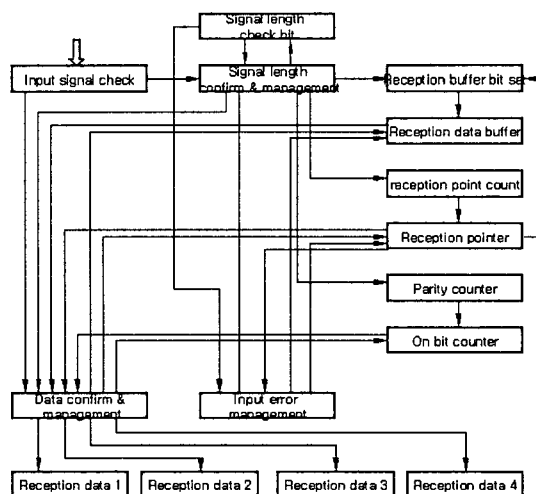 Signal length
check bit
Input signal check
Signal length
confirm & management
Reception buffer bit se
Reception data buffer
reception point count
Reception pointer
Parity counter
On bit counter
Data confirm &
management
Input error
management
Reception data 1
Reception data 2
Reception data 3
Reception data 4